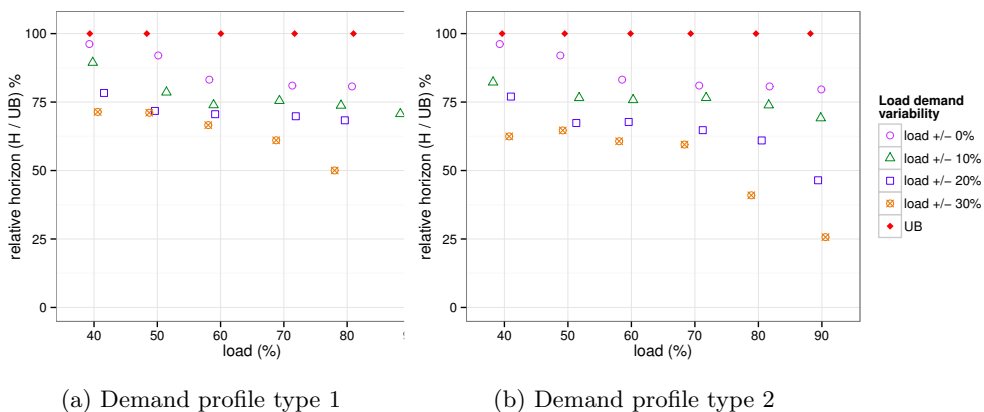 100
75
50
25
0
relative horizon (H / UB) %
40 50 60 70 80
load (%)
(a) Demand profile type 1
100
75
50
25
0
relative horizon (H / UB) %
40 50 60 70 80 90
load (%)
(b) Demand profile type 2
Load demand
variability
load +/− 0%
load +/− 10%
load +/− 20%
load +/− 30%
UB